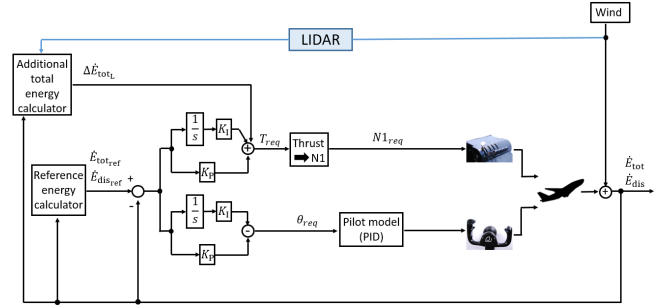 Wind
LIDAR
Additional
total
energy
calculator
ΔĖtot_L
1/s
K_I
K_P
+
T_req
Thrust
➡ N1
N1_req
Ėtot_ref
Ėdis_ref
+
-
Reference
energy
calculator
1/s
K_I
K_P
-
θ_req
Pilot model
(PID)
+
Ėtot
Ėdis